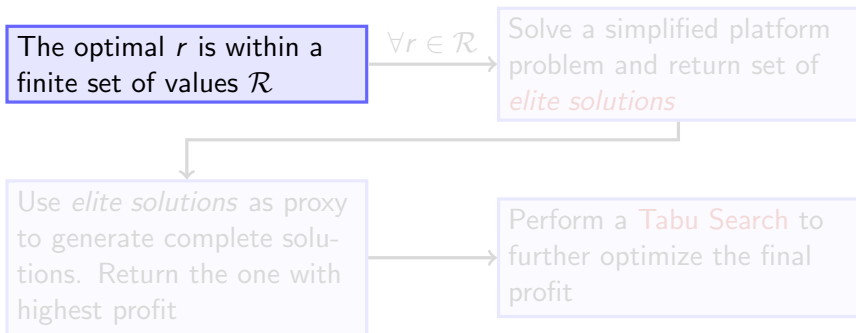 The optimal r is within a
finite set of values ℛ
∀r ∈ ℛ
Solve a simplified platform
problem and return set of
elite solutions
Use elite solutions as proxy
to generate complete solu-
tions. Return the one with
highest profit
Perform a Tabu Search to
further optimize the final
profit